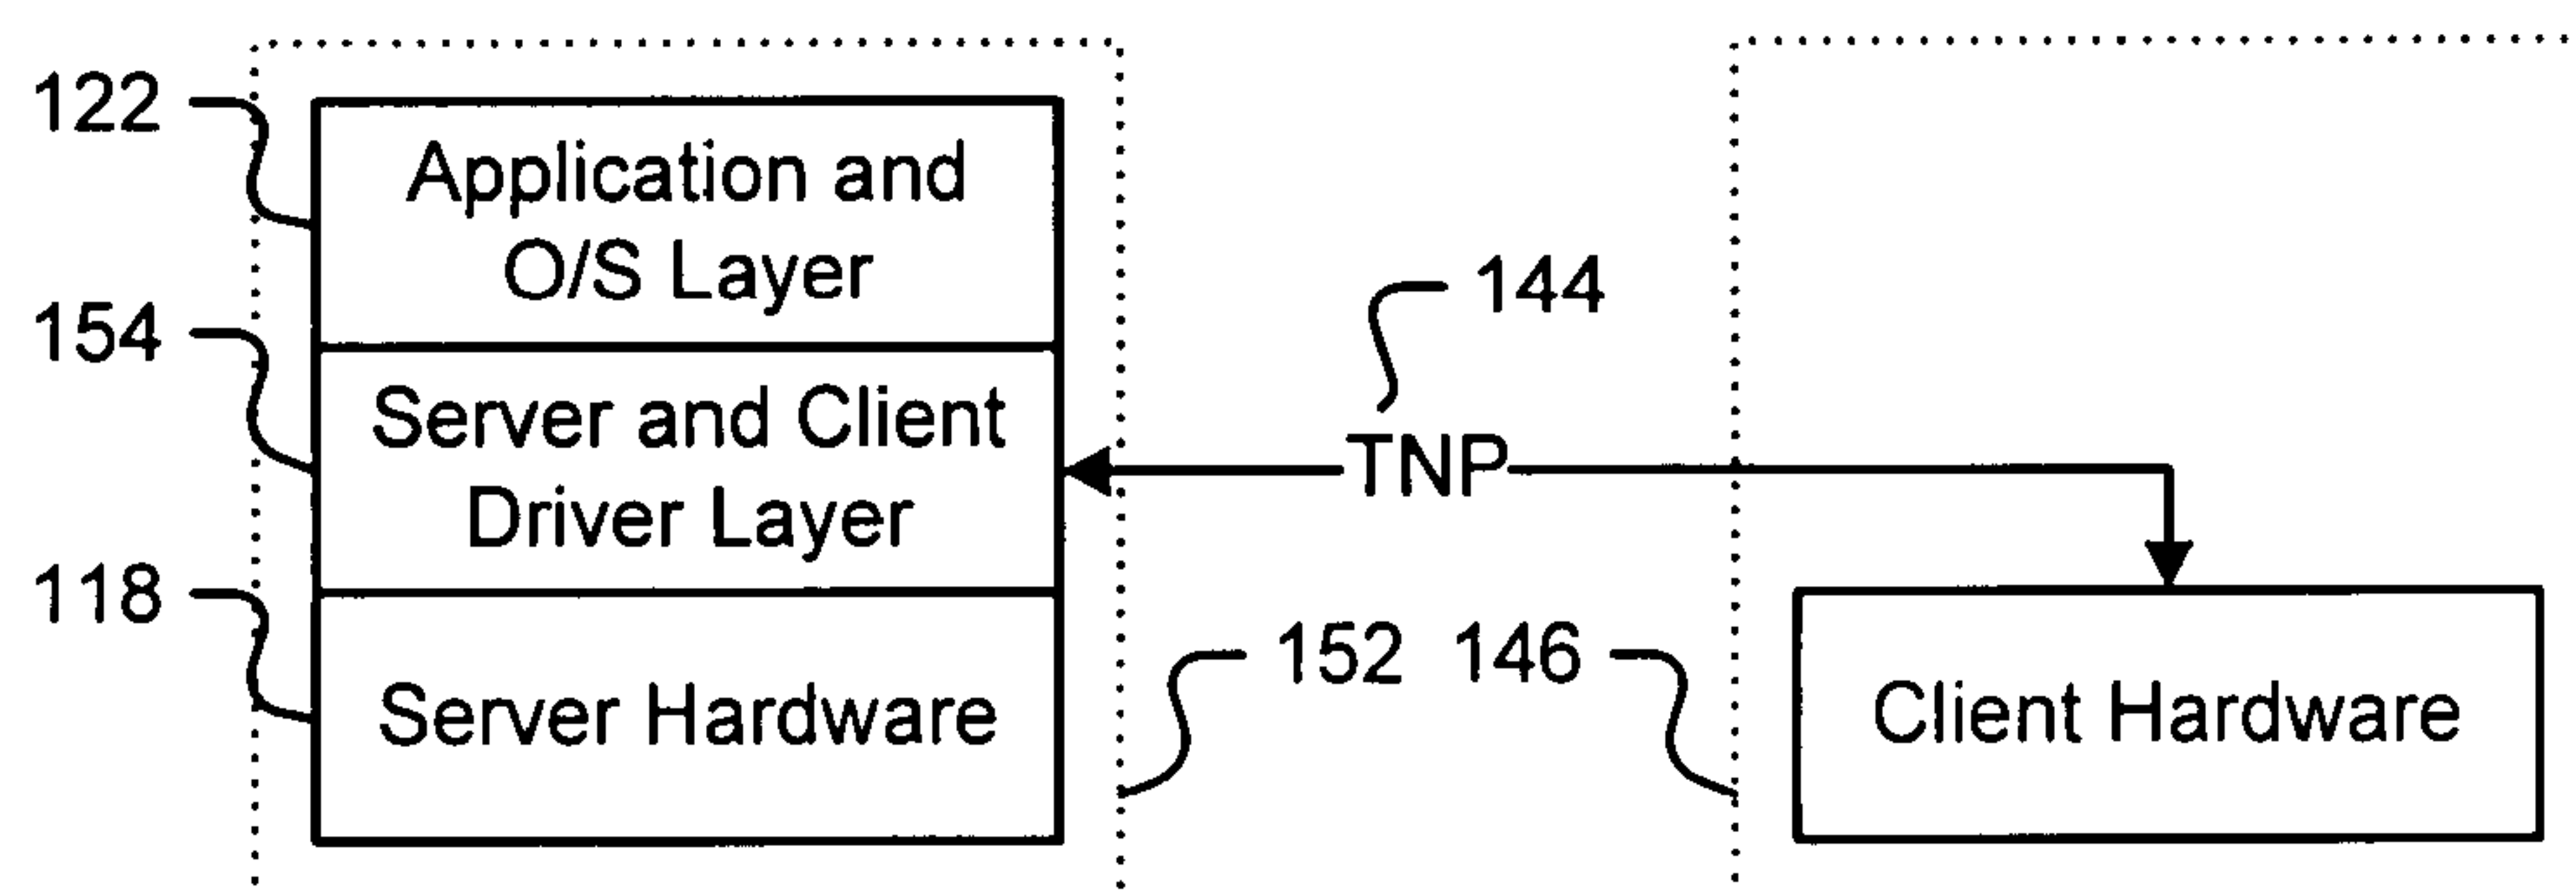 122
Application and
O/S Layer
154
Server and Client
Driver Layer
118
Server Hardware
144
TNP
152
146
Client Hardware